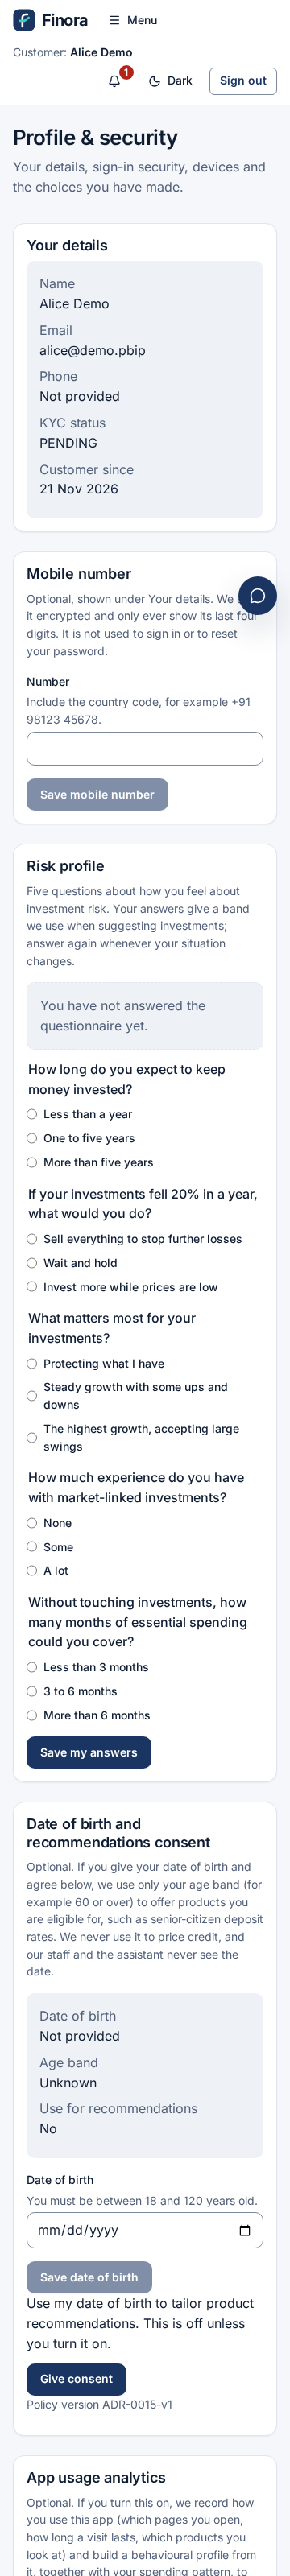 Finora
Menu
Customer: Alice Demo
1
Dark
Sign out
Profile & security
Your details, sign-in security, devices and
the choices you have made.
Your details
Name
Alice Demo
Email
alice@demo.pbip
Phone
Not provided
KYC status
PENDING
Customer since
21 Nov 2026
Mobile number
Optional, shown under Your details. We
it encrypted and only ever show its last four
digits. It is not used to sign in or to reset
your password.
Number
Include the country code, for example +91
98123 45678.
Save mobile number
Risk profile
Five questions about how you feel about
investment risk. Your answers give a band
we use when suggesting investments;
answer again whenever your situation
changes.
You have not answered the
questionnaire yet.
How long do you expect to keep
money invested?
Less than a year
One to five years
More than five years
If your investments fell 20% in a year,
what would you do?
Sell everything to stop further losses
Wait and hold
Invest more while prices are low
What matters most for your
investments?
Protecting what I have
Steady growth with some ups and
downs
The highest growth, accepting large
swings
How much experience do you have
with market-linked investments?
None
Some
A lot
Without touching investments, how
many months of essential spending
could you cover?
Less than 3 months
3 to 6 months
More than 6 months
Save my answers
Date of birth and
recommendations consent
Optional. If you give your date of birth and
agree below, we use only your age band (for
example 60 or over) to offer products you
are eligible for, such as senior-citizen deposit
rates. We never use it to price credit, and
our staff and the assistant never see the
date.
Date of birth
Not provided
Age band
Unknown
Use for recommendations
No
Date of birth
You must be between 18 and 120 years old.
mm/dd/yyyy
Save date of birth
Use my date of birth to tailor product
recommendations. This is off unless
you turn it on.
Give consent
Policy version ADR-0015-v1
App usage analytics
Optional. If you turn this on, we record how
you use this app (which pages you open,
how long a visit lasts, which products you
look at) and build a behavioural profile from
it, together with your spending pattern, to